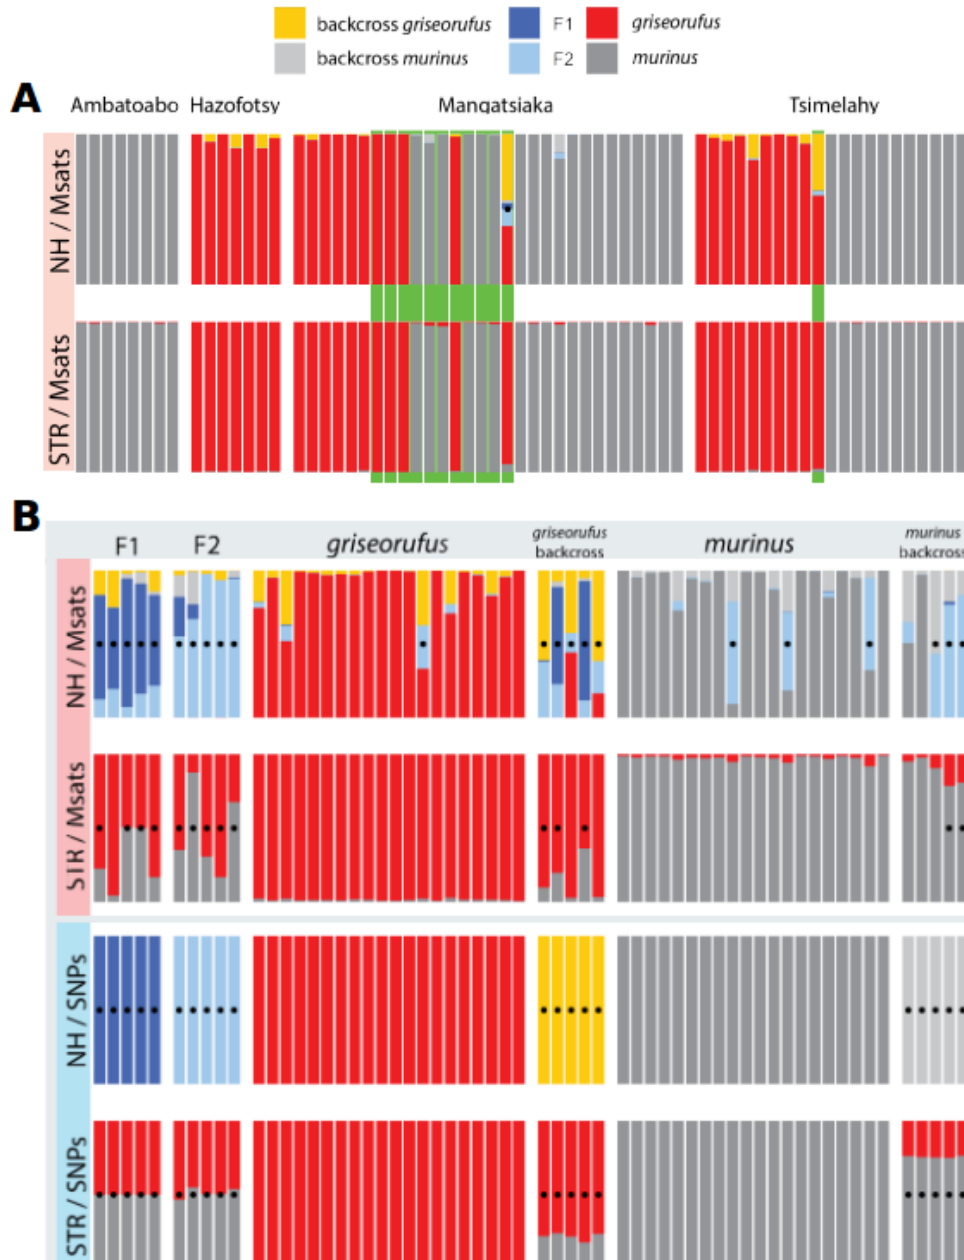 backcross griseorufus F1 griseorufus
backcross murinus F2 murinus
A
Ambatoabo Hazofotsy Mangatsiaka Tsimelahy
NH / Msats
STR / Msats
B
F1 F2 griseorufus griseorufus backcross murinus murinus backcross
NH / Msats
STR / Msats
NH / SNPs
STR / SNPs